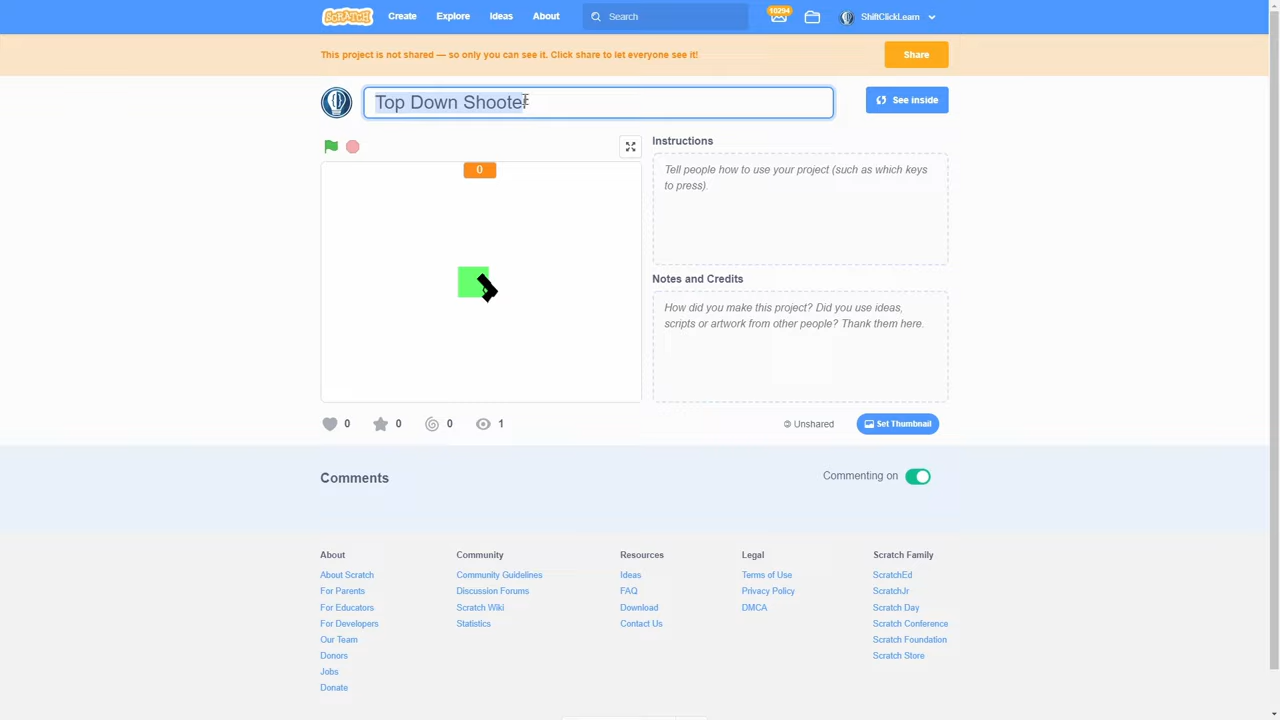 SCRATCH
Create
Explore
Ideas
About
Search
10294
ShiftClickLearn
This project is not shared — so only you can see it. Click share to let everyone see it!
Share
Top Down Shooter
See inside
Instructions
0
Tell people how to use your project (such as which keys
to press).
Notes and Credits
How did you make this project? Did you use ideas,
scripts or artwork from other people? Thank them here.
0
0
0
1
Unshared
Set Thumbnail
Comments
Commenting on
About
Community
Resources
Legal
Scratch Family
About Scratch
Community Guidelines
Ideas
Terms of Use
ScratchEd
For Parents
Discussion Forums
FAQ
Privacy Policy
ScratchJr
For Educators
Scratch Wiki
Download
DMCA
Scratch Day
For Developers
Statistics
Contact Us
Scratch Conference
Our Team
Scratch Foundation
Donors
Scratch Store
Jobs
Donate